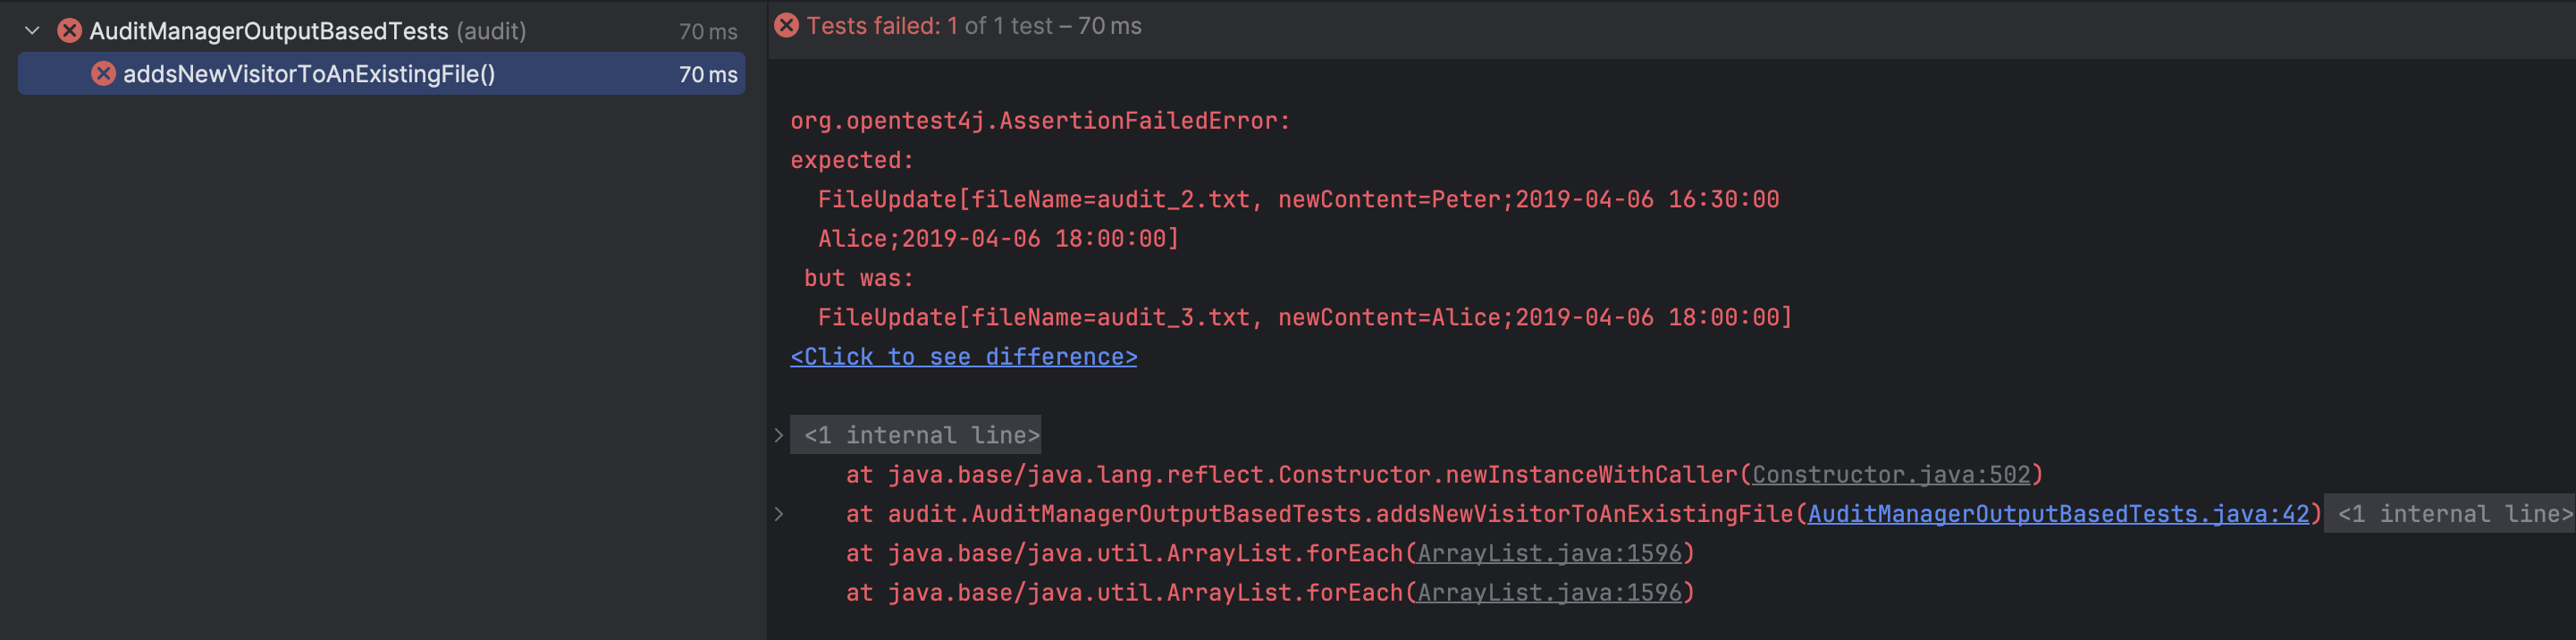 AuditManagerOutputBasedTests (audit) 70 ms
addsNewVisitorToAnExistingFile() 70 ms
Tests failed: 1 of 1 test – 70 ms
org.opentest4j.AssertionFailedError:
expected:
FileUpdate[fileName=audit_2.txt, newContent=Peter;2019-04-06 16:30:00
Alice;2019-04-06 18:00:00]
but was:
FileUpdate[fileName=audit_3.txt, newContent=Alice;2019-04-06 18:00:00]
<Click to see difference>
<1 internal line>
at java.base/java.lang.reflect.Constructor.newInstanceWithCaller(Constructor.java:502)
at audit.AuditManagerOutputBasedTests.addsNewVisitorToAnExistingFile(AuditManagerOutputBasedTests.java:42) <1 internal line>
at java.base/java.util.ArrayList.forEach(ArrayList.java:1596)
at java.base/java.util.ArrayList.forEach(ArrayList.java:1596)